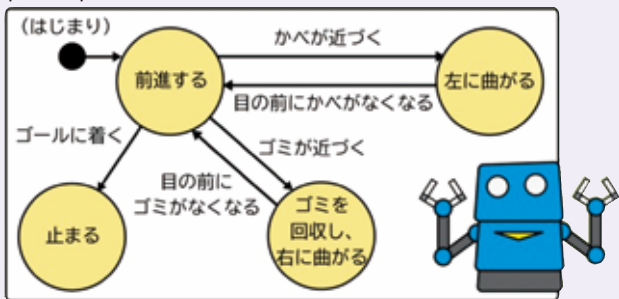 (はじまり)
前進する
かべが近づく
左に曲がる
目の前にかべがなくなる
ゴールに着く
ゴミが近づく
目の前に
ゴミがなくなる
止まる
ゴミを
回収し、
右に曲がる